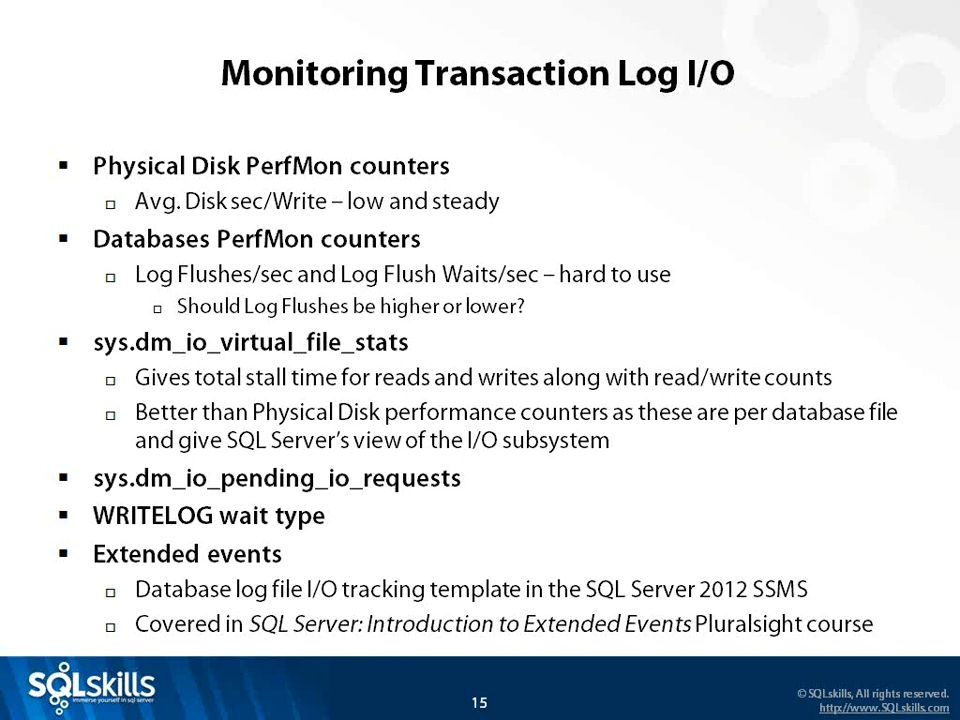 Monitoring Transaction Log I/O
▪ Physical Disk PerfMon counters
▫ Avg. Disk sec/Write – low and steady
▪ Databases PerfMon counters
▫ Log Flushes/sec and Log Flush Waits/sec – hard to use
▫ Should Log Flushes be higher or lower?
▪ sys.dm_io_virtual_file_stats
▫ Gives total stall time for reads and writes along with read/write counts
▫ Better than Physical Disk performance counters as these are per database file
and give SQL Server’s view of the I/O subsystem
▪ sys.dm_io_pending_io_requests
▪ WRITELOG wait type
▪ Extended events
▫ Database log file I/O tracking template in the SQL Server 2012 SSMS
▫ Covered in SQL Server: Introduction to Extended Events Pluralsight course
SQLskills
immerse yourself in sql server
15
© SQLskills, All rights reserved.
http://www.SQLskills.com